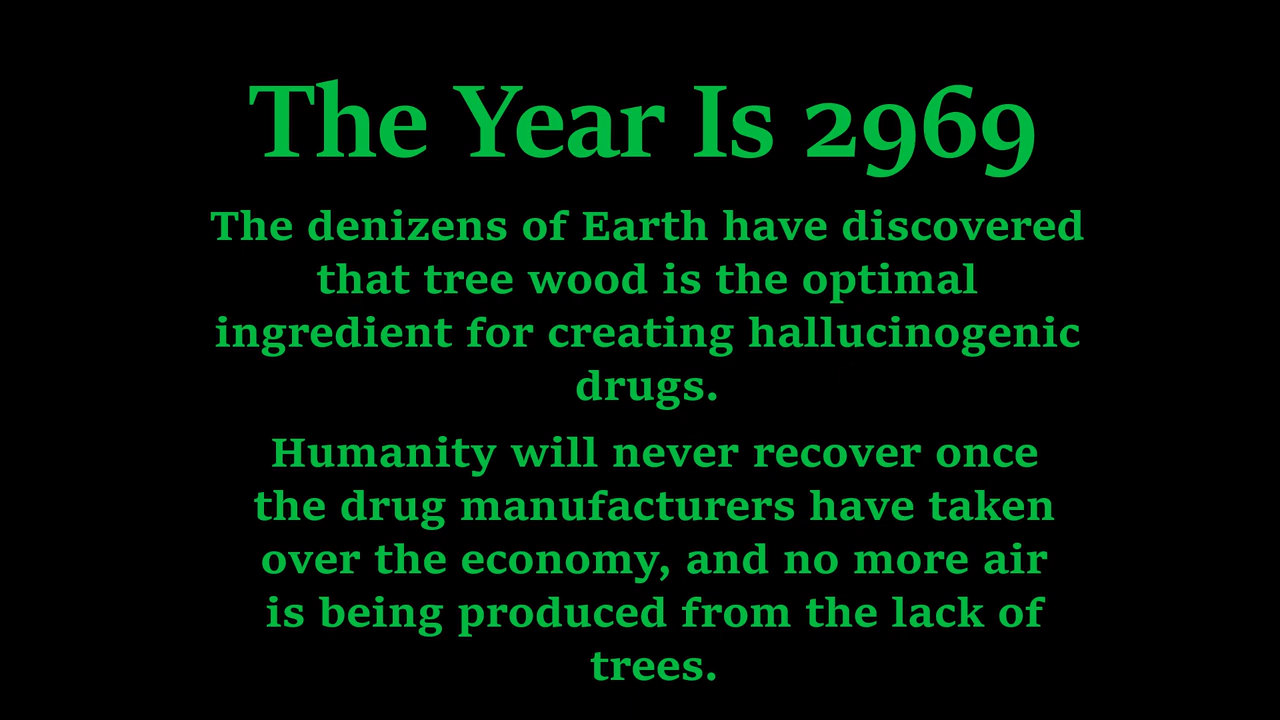 The Year Is 2969
The denizens of Earth have discovered
that tree wood is the optimal
ingredient for creating hallucinogenic
drugs.
Humanity will never recover once
the drug manufacturers have taken
over the economy, and no more air
is being produced from the lack of
trees.